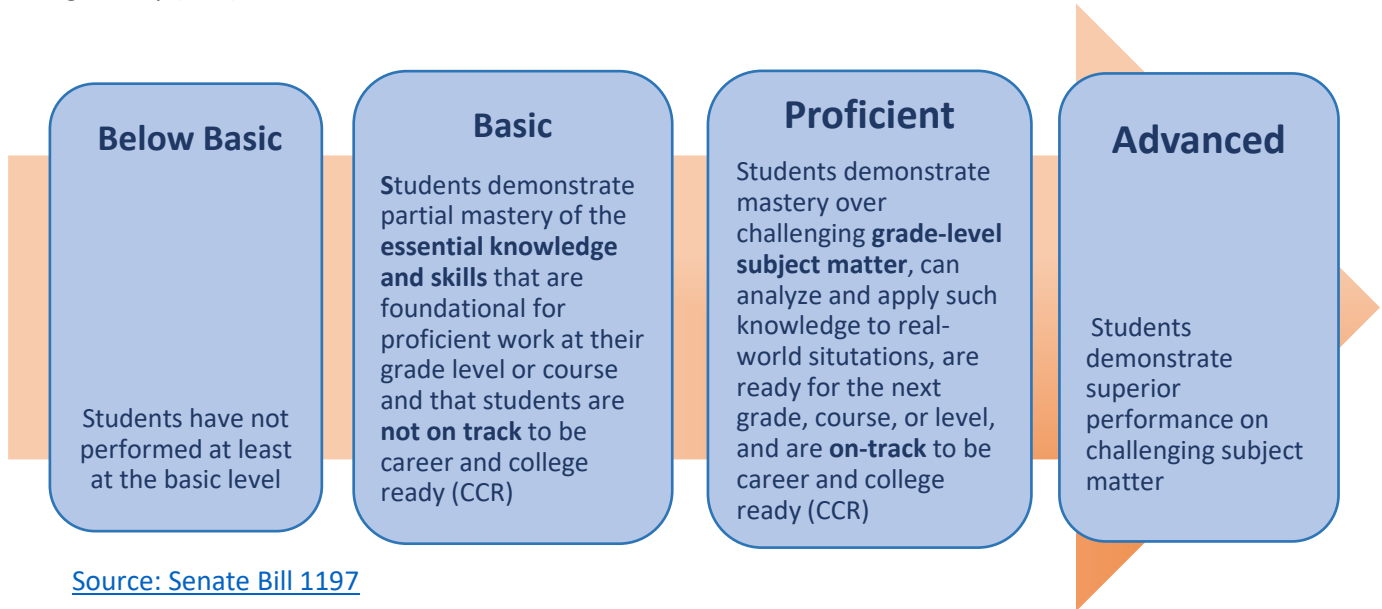 Below Basic
Students have not
performed at least
at the basic level
Basic
Students demonstrate
partial mastery of the
essential knowledge
and skills that are
foundational for
proficient work at their
grade level or course
and that students are
not on track to be
career and college
ready (CCR)
Proficient
Students demonstrate
mastery over
challenging grade-level
subject matter, can
analyze and apply such
knowledge to real-
world situtations, are
ready for the next
grade, course, or level,
and are on-track to be
career and college
ready (CCR)
Advanced
Students
demonstrate
superior
performance on
challenging subject
matter
Source: Senate Bill 1197